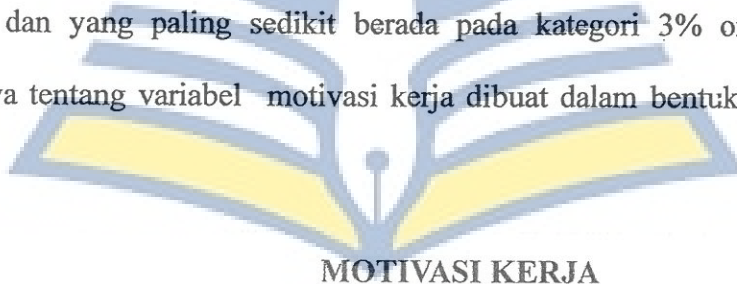 dan yang paling sedikit berada pada kategori 3% o
a tentang variabel motivasi kerja dibuat dalam bentuk
MOTIVASI KERJA